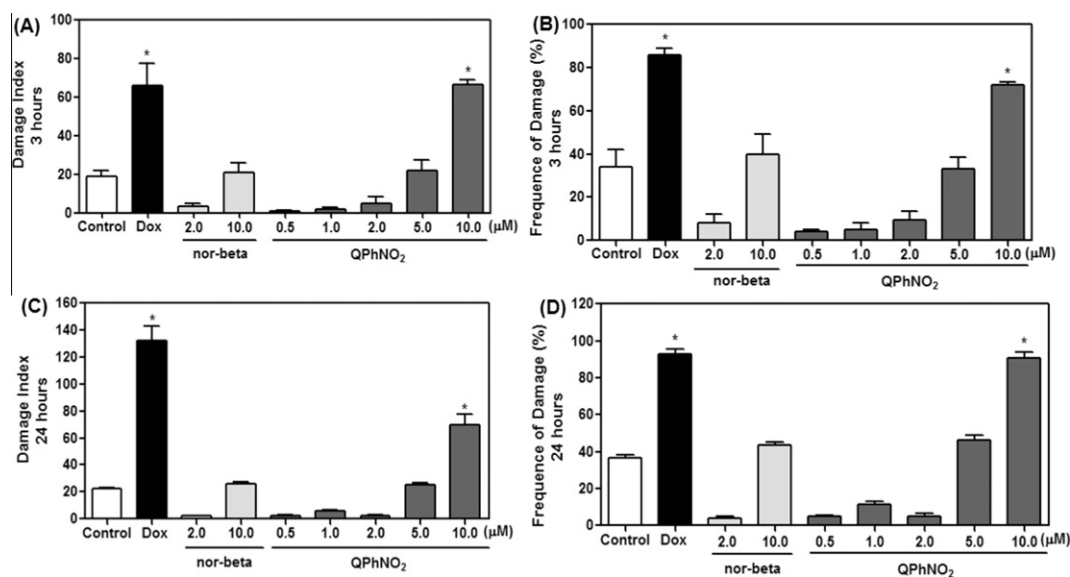 (A)
Damage Index
3 hours
100
80
60
40
20
0
*
*
Control Dox 2.0 10.0 0.5 1.0 2.0 5.0 10.0 (μM)
nor-beta QPhNO₂
(B)
Frequence of Damage (%)
3 hours
100
80
60
40
20
0
*
*
Control Dox 2.0 10.0 0.5 1.0 2.0 5.0 10.0 (μM)
nor-beta QPhNO₂
(C)
Damage Index
24 hours
160
140
120
100
80
60
40
20
0
*
*
Control Dox 2.0 10.0 0.5 1.0 2.0 5.0 10.0 (μM)
nor-beta QPhNO₂
(D)
Frequence of Damage (%)
24 hours
120
100
80
60
40
20
0
*
*
Control Dox 2.0 10.0 0.5 1.0 2.0 5.0 10.0 (μM)
nor-beta QPhNO₂